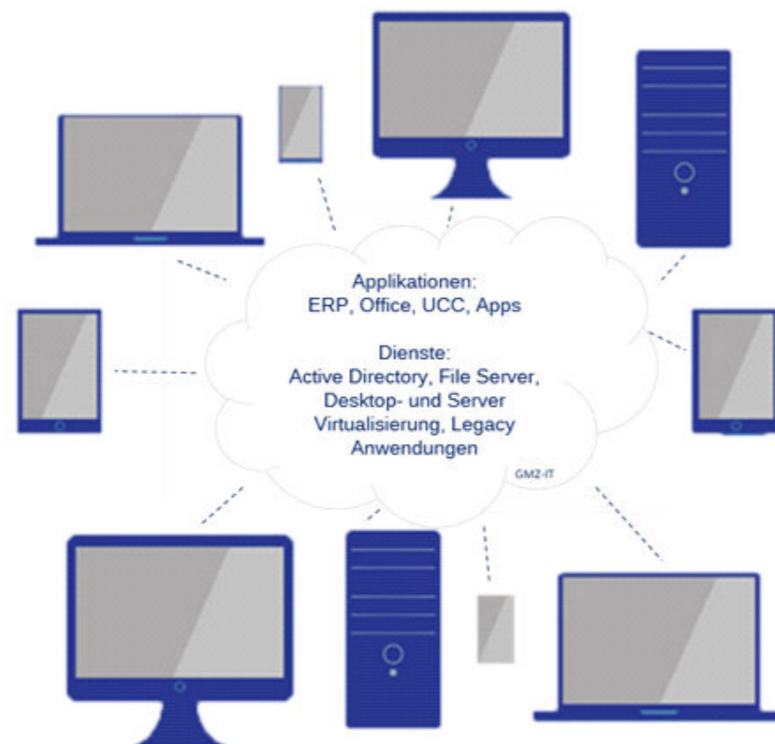 Applikationen:
ERP, Office, UCC, Apps
Dienste:
Active Directory, File Server,
Desktop- und Server
Virtualisierung, Legacy
Anwendungen
GMZ-IT